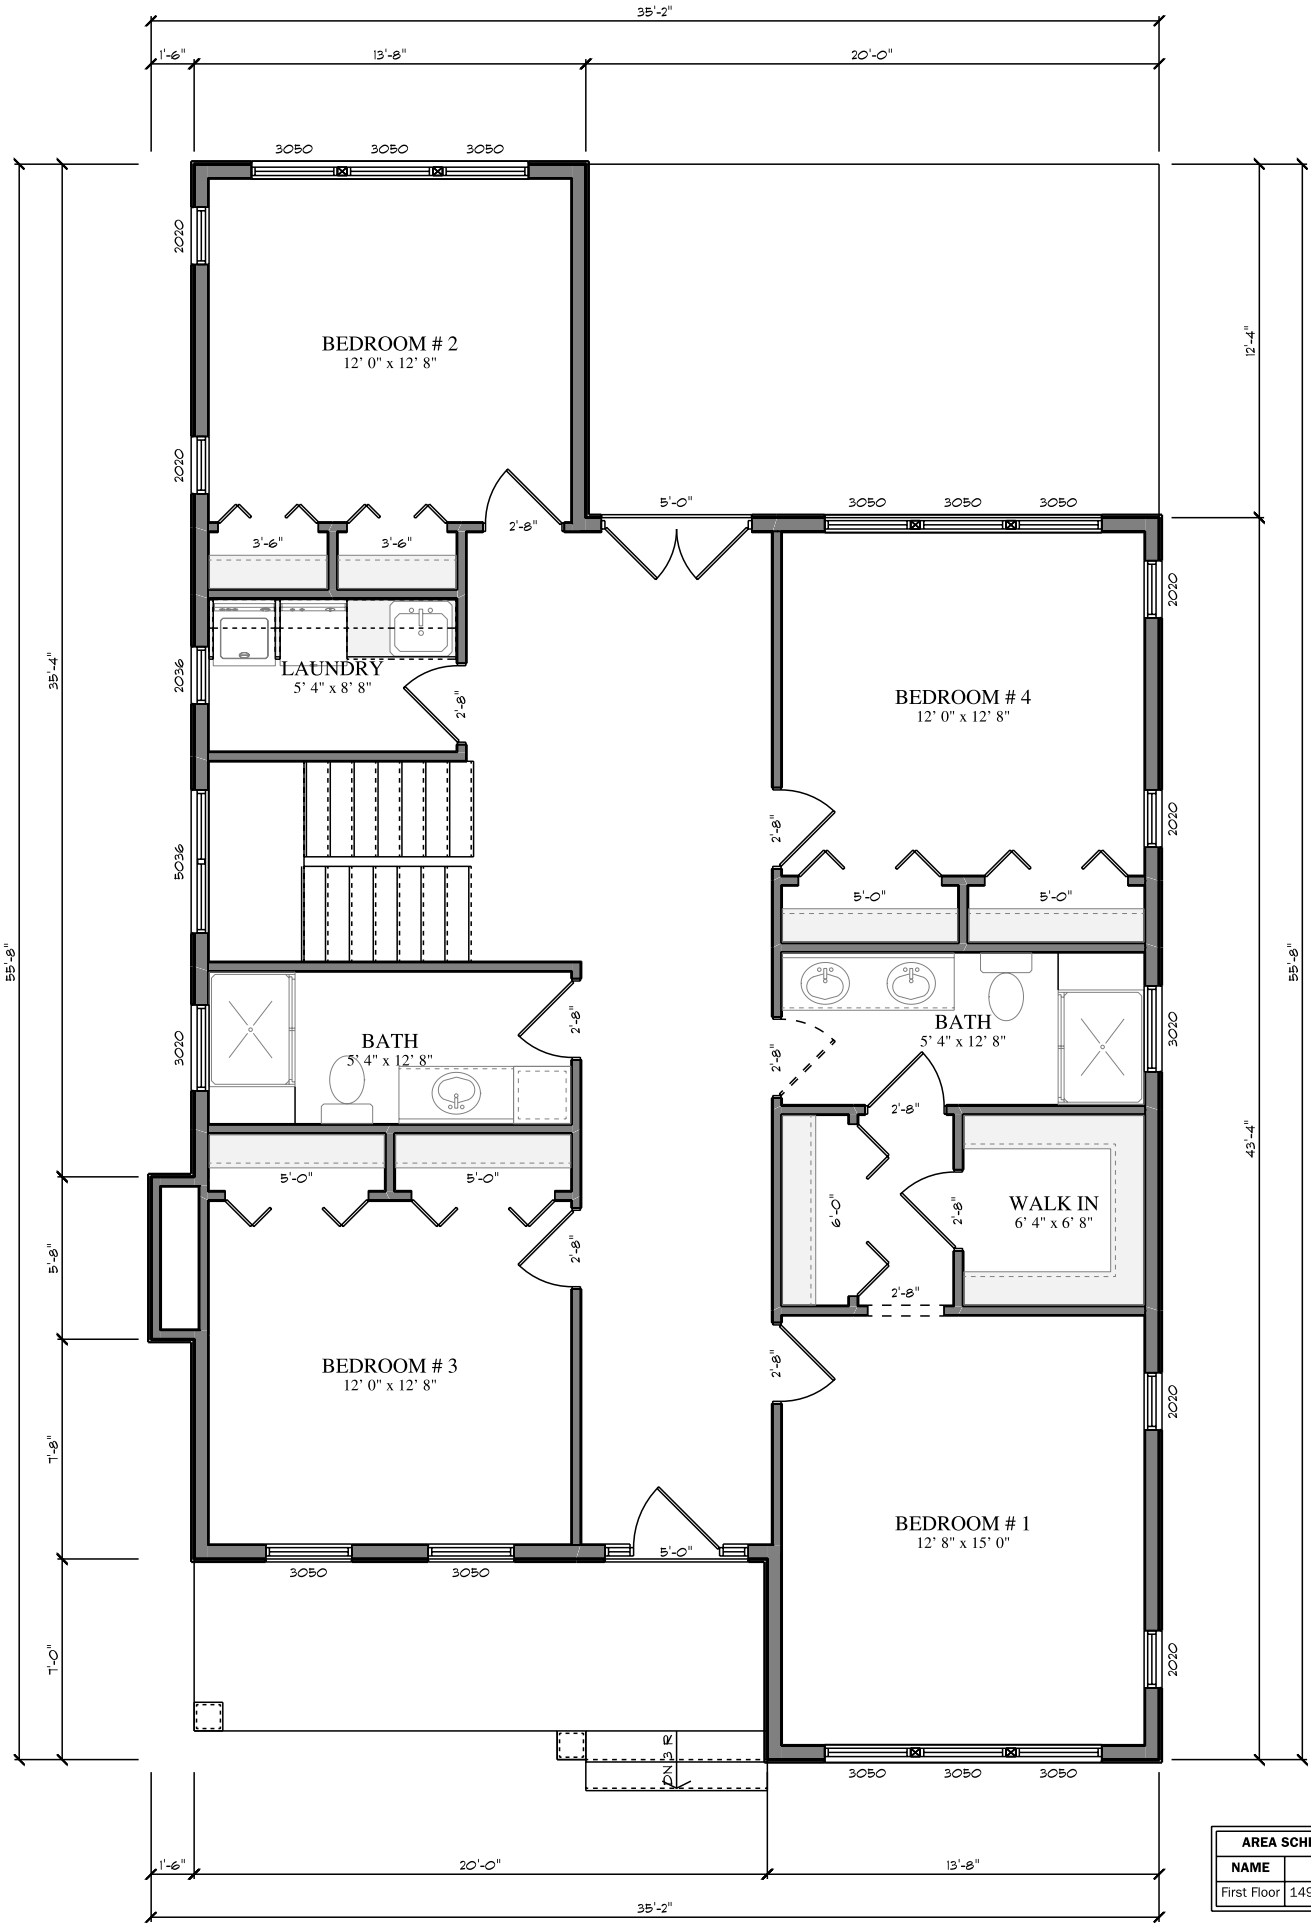 35'-2"
1'-6" 13'-8" 20'-0"
3050 3050 3050
2020
BEDROOM # 2
12' 0" x 12' 8"
12'-4"
2020
5'-0"
3050 3050 3050
2'-8"
3'-6" 3'-6"
2020
35'-4"
LAUNDRY
5' 4" x 8' 8"
2036
2'-8"
BEDROOM # 4
12' 0" x 12' 8"
2'-8"
2020
5036
5'-0" 5'-0"
55'-8"
55'-8"
BATH
5' 4" x 12' 8"
3020
2'-8"
BATH
5' 4" x 12' 8"
2'-8"
3020
2'-8"
43'-4"
5'-0" 5'-0"
6'-0"
2'-8"
WALK IN
6' 4" x 6' 8"
5'-8"
2'-8"
2'-8"
BEDROOM # 3
12' 0" x 12' 8"
2'-8"
2020
7'-8"
BEDROOM # 1
12' 8" x 15' 0"
5'-0"
3050 3050
7'-0"
2020
DN 3 R
3050 3050 3050
AREA SCH
NAME
First Floor 149
1'-6" 20'-0" 13'-8"
35'-2"